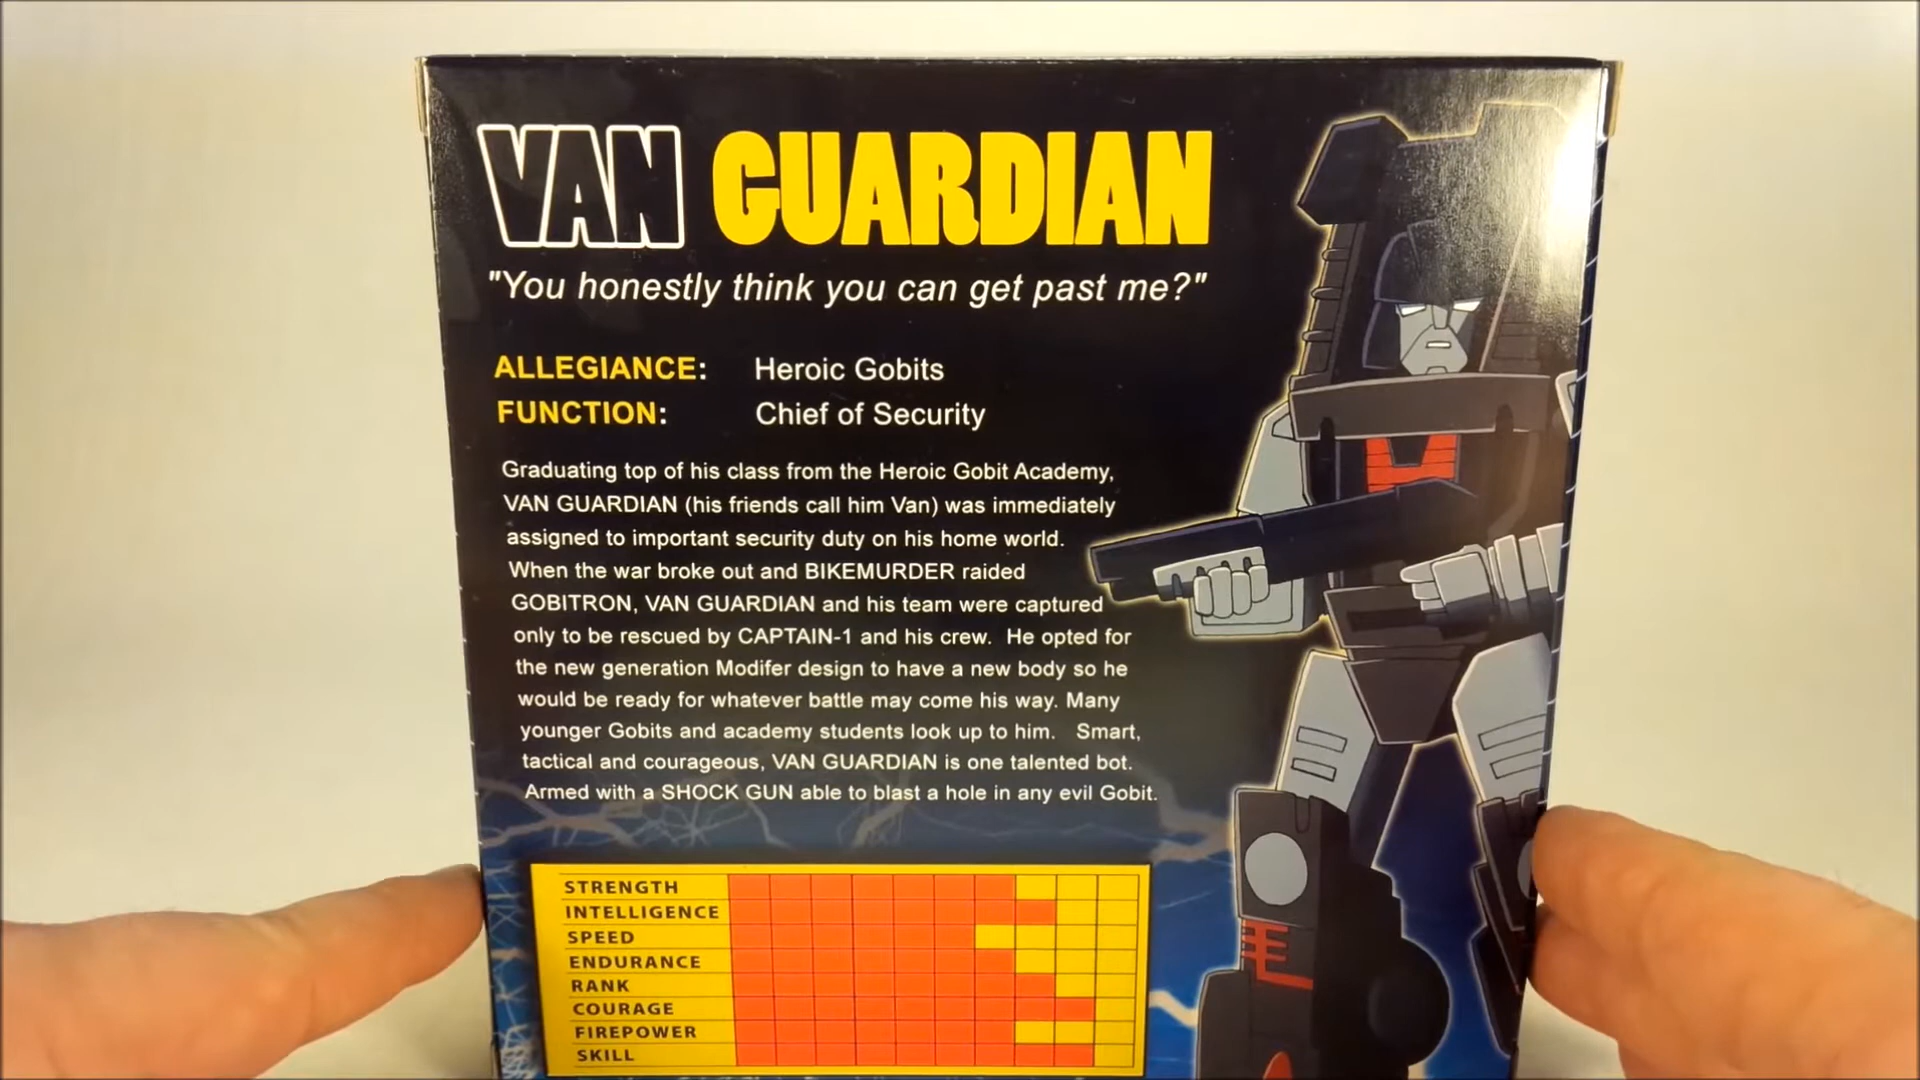 VAN GUARDIAN
"You honestly think you can get past me?"
ALLEGIANCE: Heroic Gobits
FUNCTION: Chief of Security
Graduating top of his class from the Heroic Gobit Academy,
VAN GUARDIAN (his friends call him Van) was immediately
assigned to important security duty on his home world.
When the war broke out and BIKEMURDER raided
GOBITRON, VAN GUARDIAN and his team were captured
only to be rescued by CAPTAIN-1 and his crew. He opted for
the new generation Modifer design to have a new body so he
would be ready for whatever battle may come his way. Many
younger Gobits and academy students look up to him. Smart,
tactical and courageous, VAN GUARDIAN is one talented bot.
Armed with a SHOCK GUN able to blast a hole in any evil Gobit.
STRENGTH
INTELLIGENCE
SPEED
ENDURANCE
RANK
COURAGE
FIREPOWER
SKILL